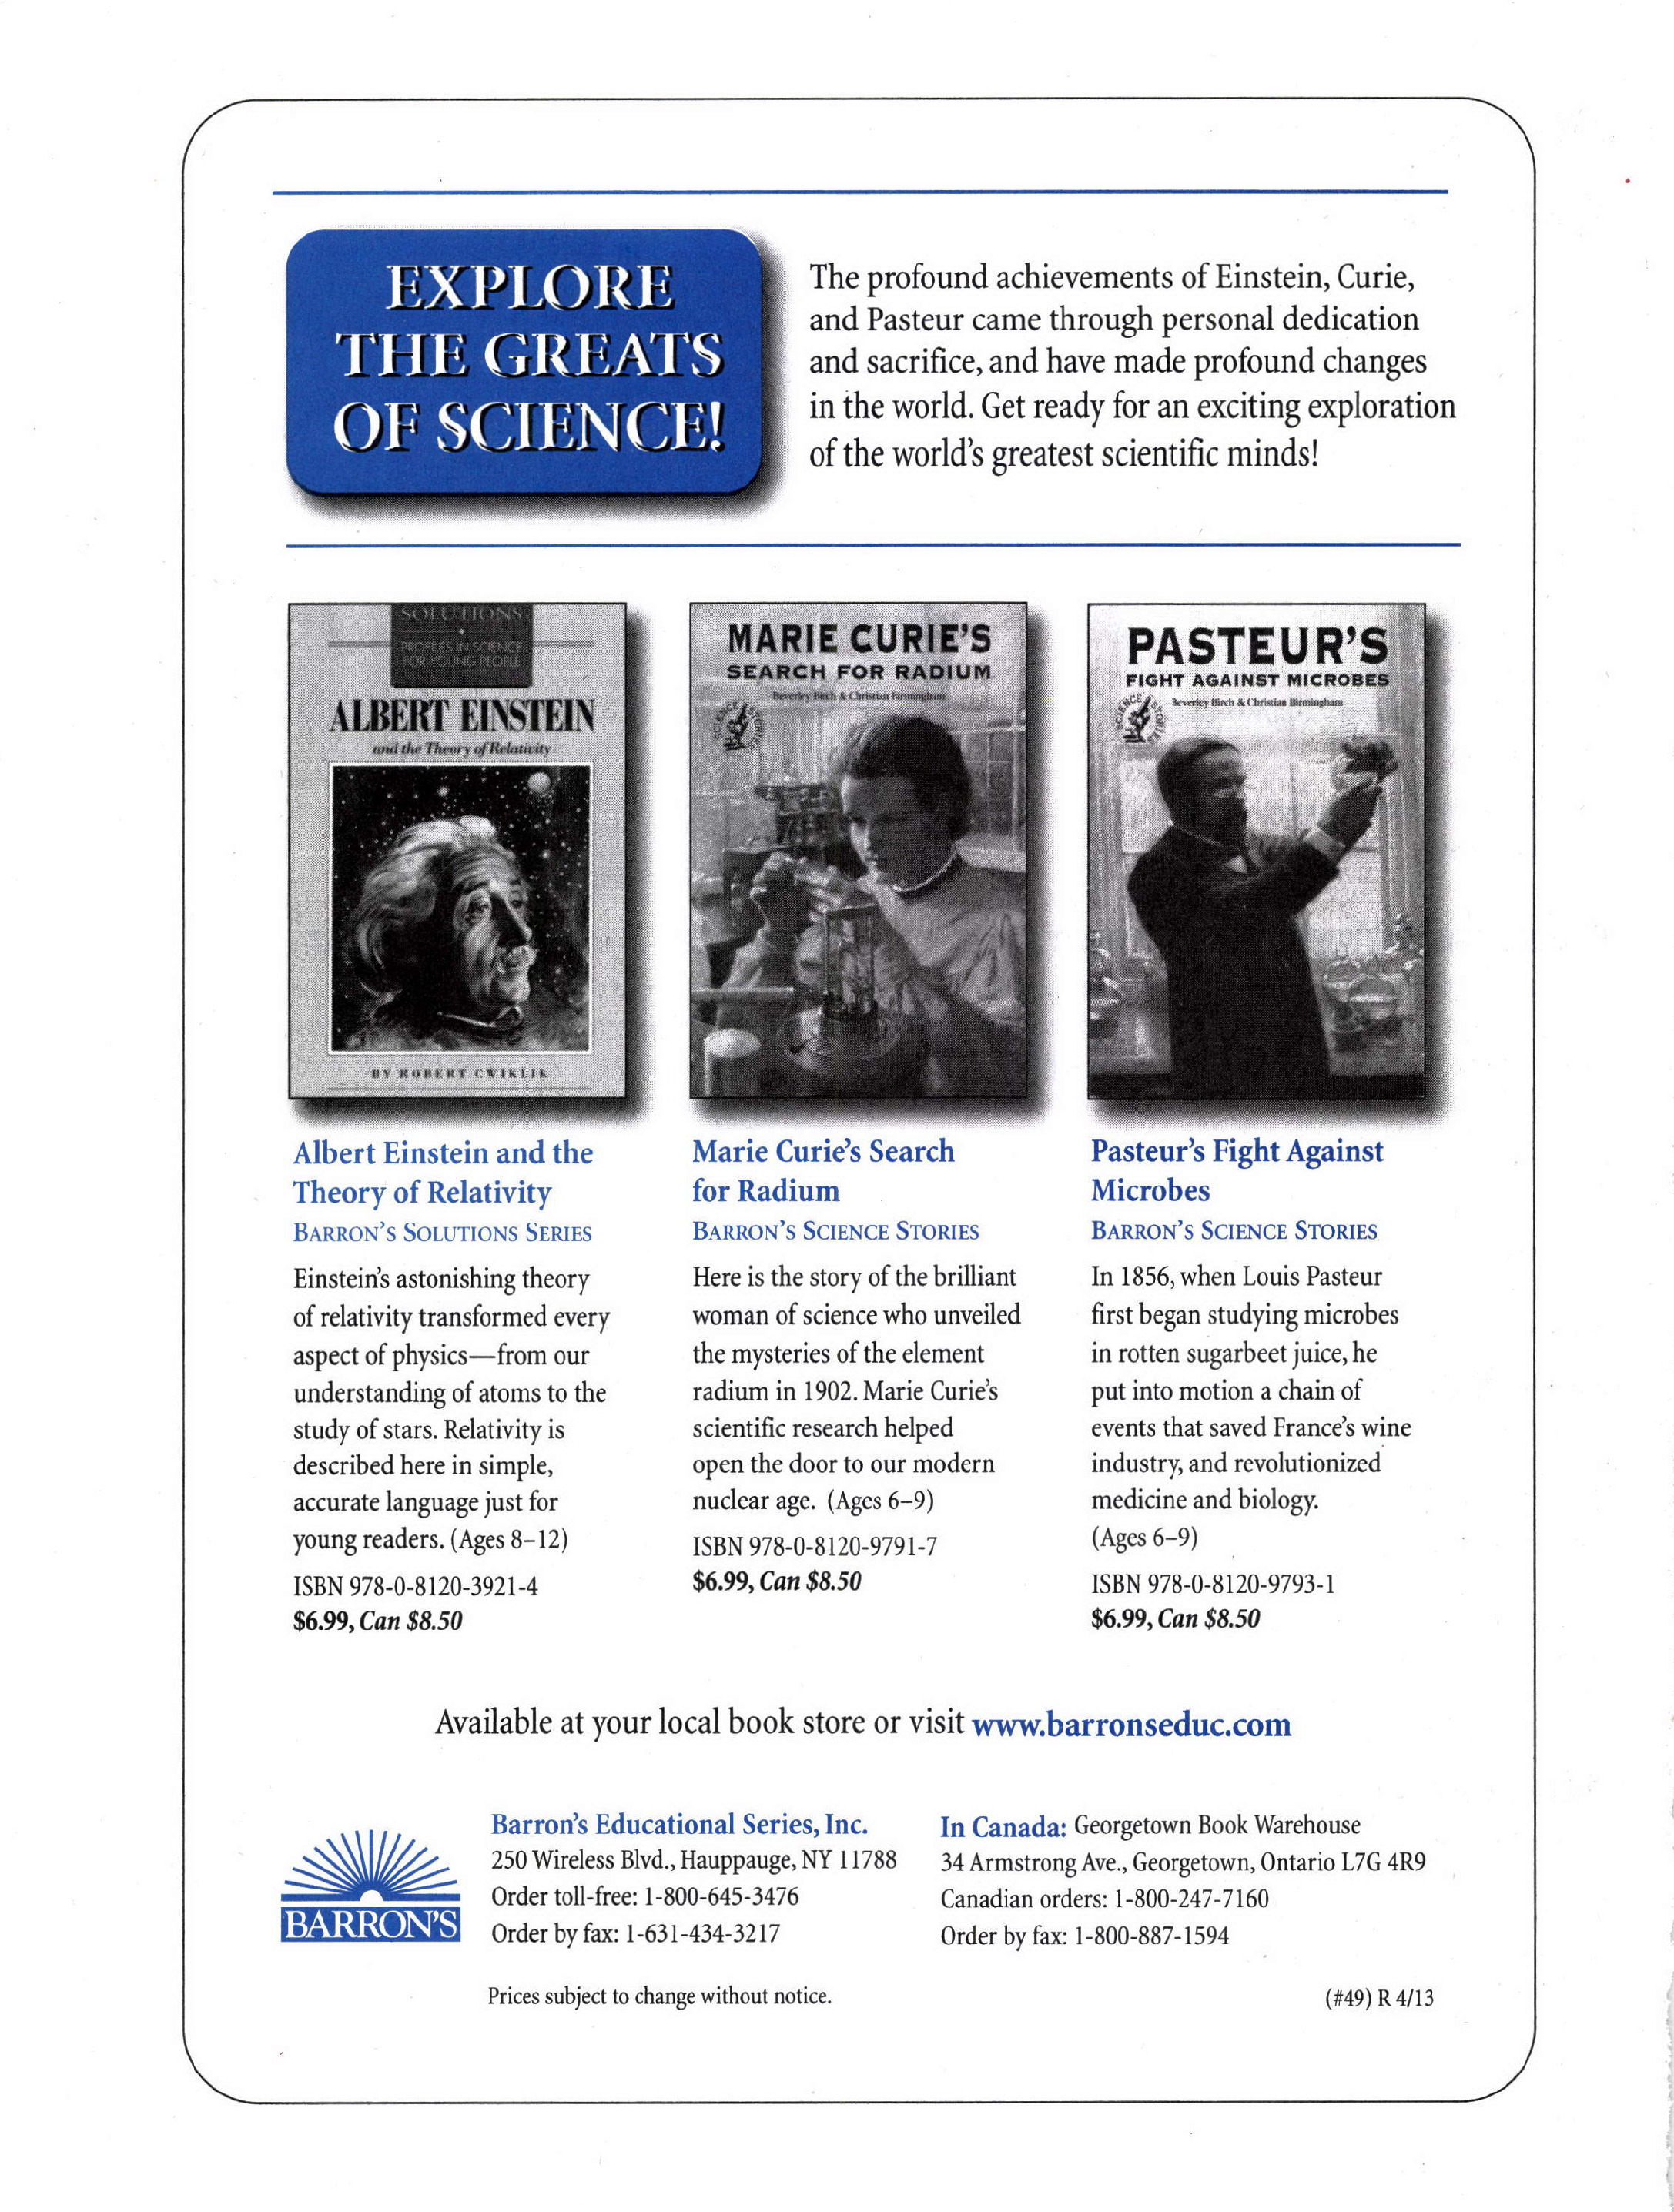 EXPLORE
THE GREATS
OF SCIENCE!
The profound achievements of Einstein, Curie,
and Pasteur came through personal dedication
and sacrifice, and have made profound changes
in the world. Get ready for an exciting exploration
of the world's greatest scientific minds!
SOLUTIONS
PROFILES IN SCIENCE
FOR YOUNG PEOPLE
ALBERT EINSTEIN
and the Theory of Relativity
BY ROBERT CWIKLIK
MARIE CURIE'S
SEARCH FOR RADIUM
Beverley Birch & Christian Birmingham
SCIENCE STORIES
PASTEUR'S
FIGHT AGAINST MICROBES
Beverley Birch & Christian Birmingham
SCIENCE STORIES
Albert Einstein and the
Theory of Relativity
BARRON'S SOLUTIONS SERIES
Einstein's astonishing theory
of relativity transformed every
aspect of physics—from our
understanding of atoms to the
study of stars. Relativity is
described here in simple,
accurate language just for
young readers. (Ages 8–12)
ISBN 978-0-8120-3921-4
$6.99, Can $8.50
Marie Curie's Search
for Radium
BARRON'S SCIENCE STORIES
Here is the story of the brilliant
woman of science who unveiled
the mysteries of the element
radium in 1902. Marie Curie's
scientific research helped
open the door to our modern
nuclear age. (Ages 6–9)
ISBN 978-0-8120-9791-7
$6.99, Can $8.50
Pasteur's Fight Against
Microbes
BARRON'S SCIENCE STORIES
In 1856, when Louis Pasteur
first began studying microbes
in rotten sugarbeet juice, he
put into motion a chain of
events that saved France's wine
industry, and revolutionized
medicine and biology.
(Ages 6–9)
ISBN 978-0-8120-9793-1
$6.99, Can $8.50
Available at your local book store or visit www.barronseduc.com
BARRON'S
Barron's Educational Series, Inc.
250 Wireless Blvd., Hauppauge, NY 11788
Order toll-free: 1-800-645-3476
Order by fax: 1-631-434-3217
In Canada: Georgetown Book Warehouse
34 Armstrong Ave., Georgetown, Ontario L7G 4R9
Canadian orders: 1-800-247-7160
Order by fax: 1-800-887-1594
Prices subject to change without notice.
(#49) R 4/13